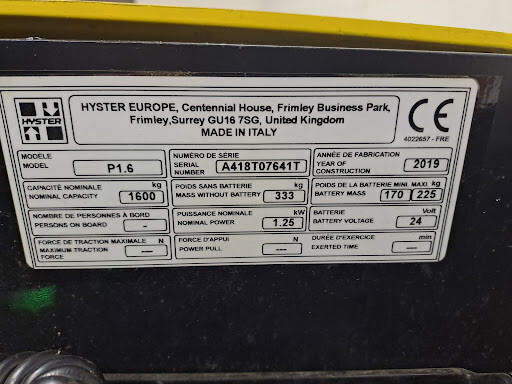 HYSTER
HYSTER EUROPE, Centennial House, Frimley Business Park,
Frimley,Surrey GU16 7SG, United Kingdom
MADE IN ITALY
CE
4022657 - FRE
MODÈLE
MODEL
P1.6
NUMÉRO DE SÉRIE
SERIAL NUMBER
A418T07641T
ANNÉE DE FABRICATION
YEAR OF CONSTRUCTION
2019
CAPACITÉ NOMINALE kg
NOMINAL CAPACITY 1600
POIDS SANS BATTERIE kg
MASS WITHOUT BATTERY 333
POIDS DE LA BATTERIE MINI. MAXI. kg
BATTERY MASS 170 225
NOMBRE DE PERSONNES À BORD
PERSONS ON BOARD -
PUISSANCE NOMINALE kW
NOMINAL POWER 1.25
BATTERIE Volt
BATTERY VOLTAGE 24
FORCE DE TRACTION MAXIMALE N
MAXIMUM TRACTION FORCE ---
FORCE D'APPUI N
POWER PULL ---
DURÉE D'EXERCICE min
EXERTED TIME ---